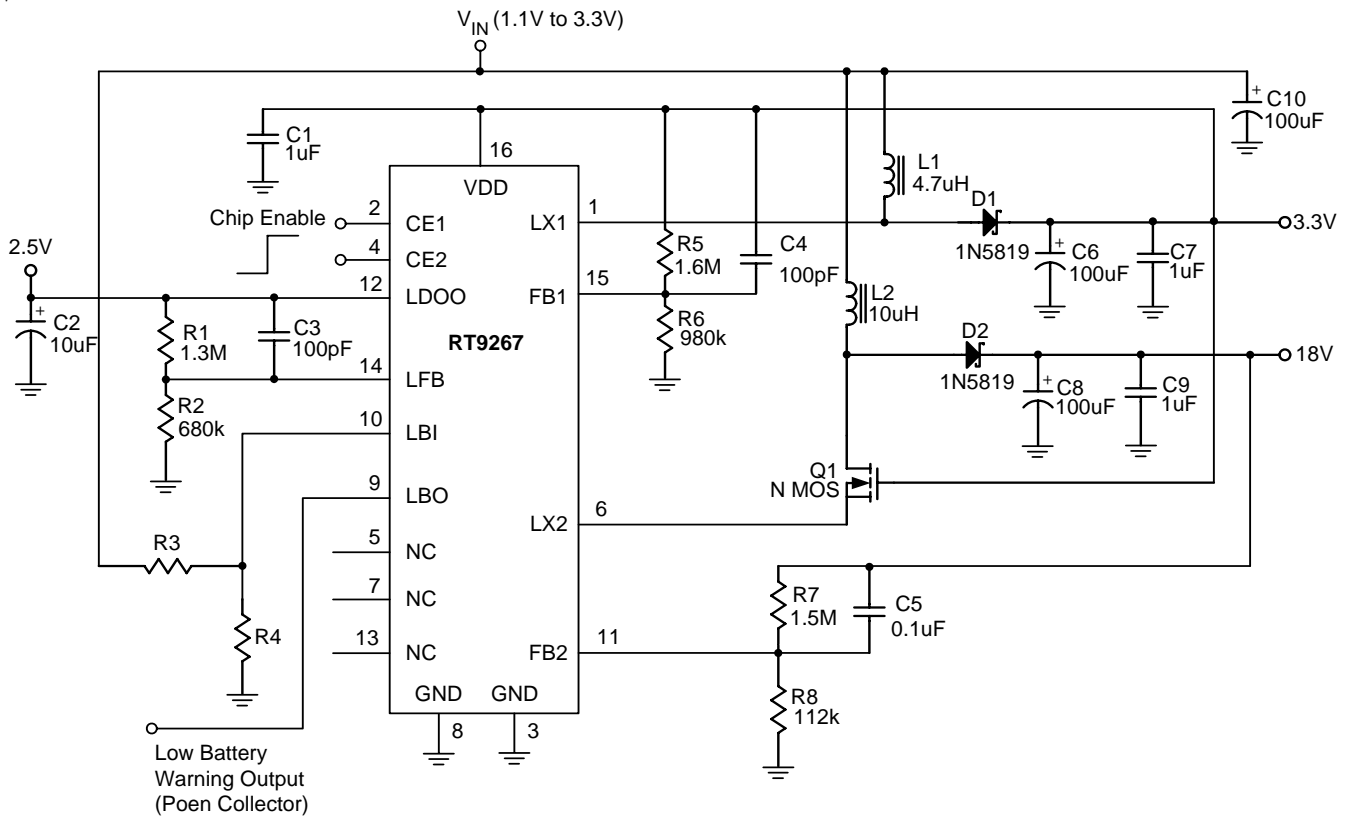 VIN (1.1V to 3.3V)
C10
100uF
C1
1uF
16
VDD
L1
4.7uH
Chip Enable
2
CE1
4
CE2
LX1
1
D1
1N5819
3.3V
R5
1.6M
C4
100pF
C6
100uF
C7
1uF
2.5V
12
LDOO
FB1
15
C2
10uF
R1
1.3M
C3
100pF
RT9267
R6
980k
L2
10uH
D2
1N5819
18V
14
LFB
C8
100uF
C9
1uF
R2
680k
10
LBI
9
LBO
Q1
N MOS
LX2
6
R3
5
NC
7
NC
R7
1.5M
C5
0.1uF
R4
13
NC
FB2
11
GND
GND
R8
112k
8
3
Low Battery
Warning Output
(Poen Collector)